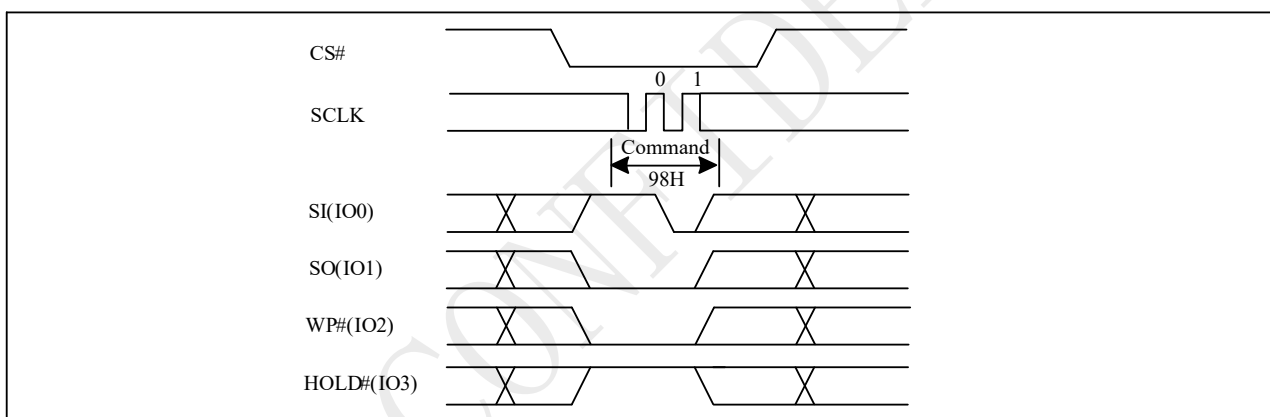 CS#
0 1
SCLK
Command
98H
SI(IO0)
SO(IO1)
WP#(IO2)
HOLD#(IO3)